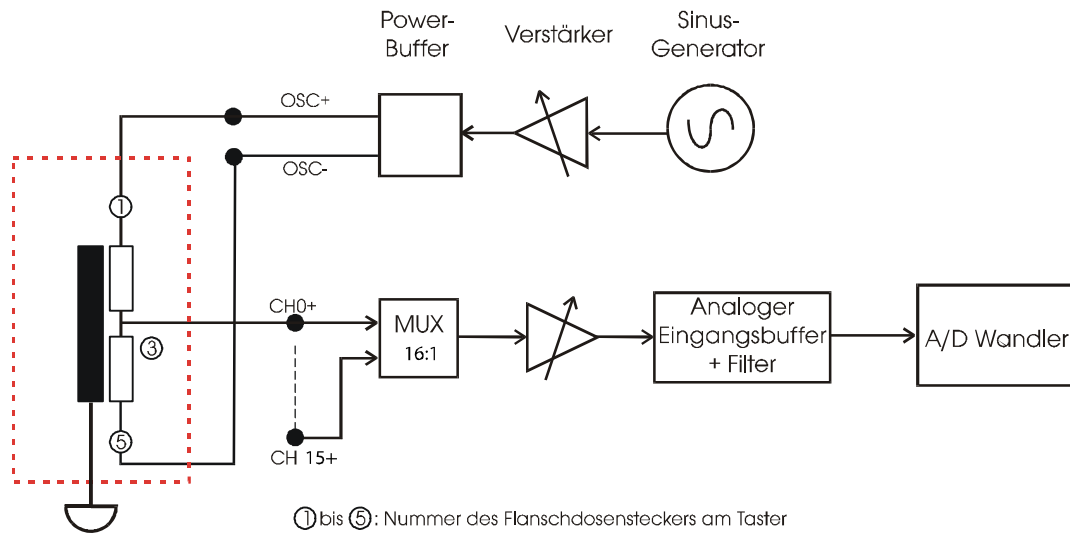 Power-
Buffer
Verstärker
Sinus-
Generator
OSC+
OSC-
①
CH0+
MUX
16:1
Analoger
Eingangsbuffer
+ Filter
A/D Wandler
③
⑤
CH 15+
① bis ⑤: Nummer des Flanschdosensteckers am Taster